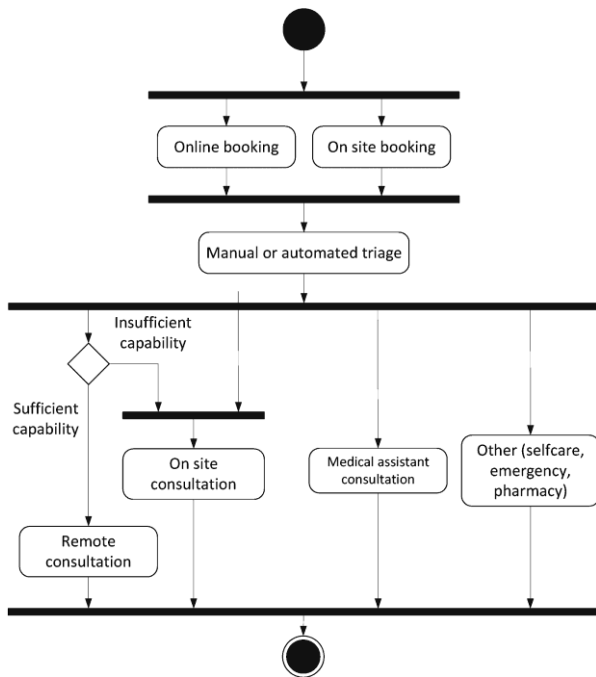 Online booking
On site booking
Manual or automated triage
Insufficient
capability
Sufficient
capability
On site
consultation
Medical assistant
consultation
Other (selfcare,
emergency,
pharmacy)
Remote
consultation